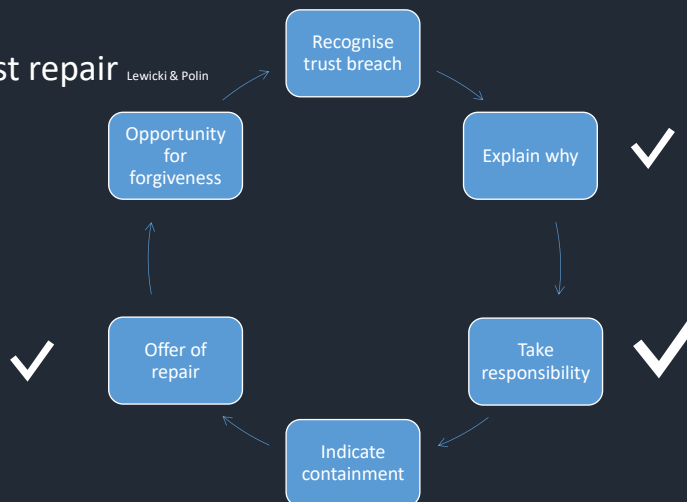 st repair Lewicki & Polin
Recognise
trust breach
Explain why
Take
responsibility
Indicate
containment
Offer of
repair
Opportunity
for
forgiveness